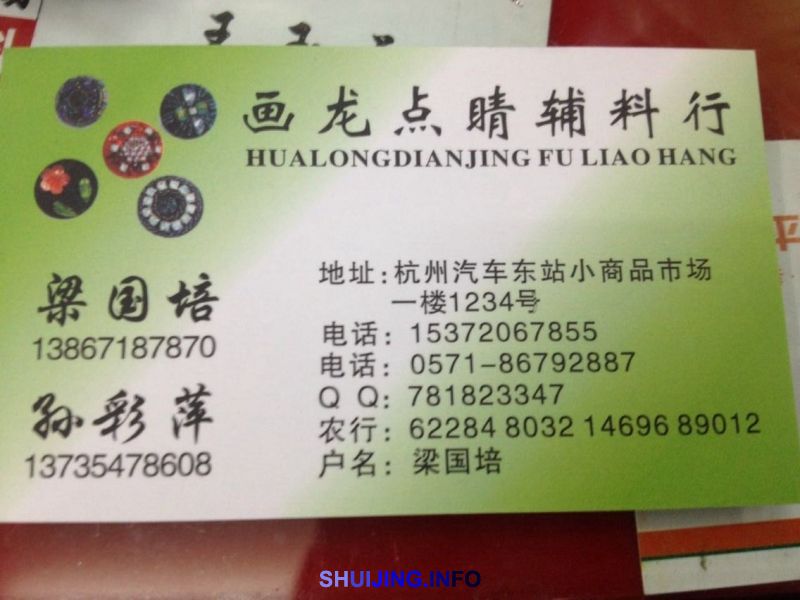 画龙点睛辅料行
HUALONGDIANJING FU LIAO HANG
梁国培
13867187870
孙彩萍
13735478608
地址:杭州汽车东站小商品市场
一楼1234号
电话:15372067855
电话:0571-86792887
Q Q:781823347
农行:62284 8032 14696 89012
户名:梁国培
SHUIJING.INFO